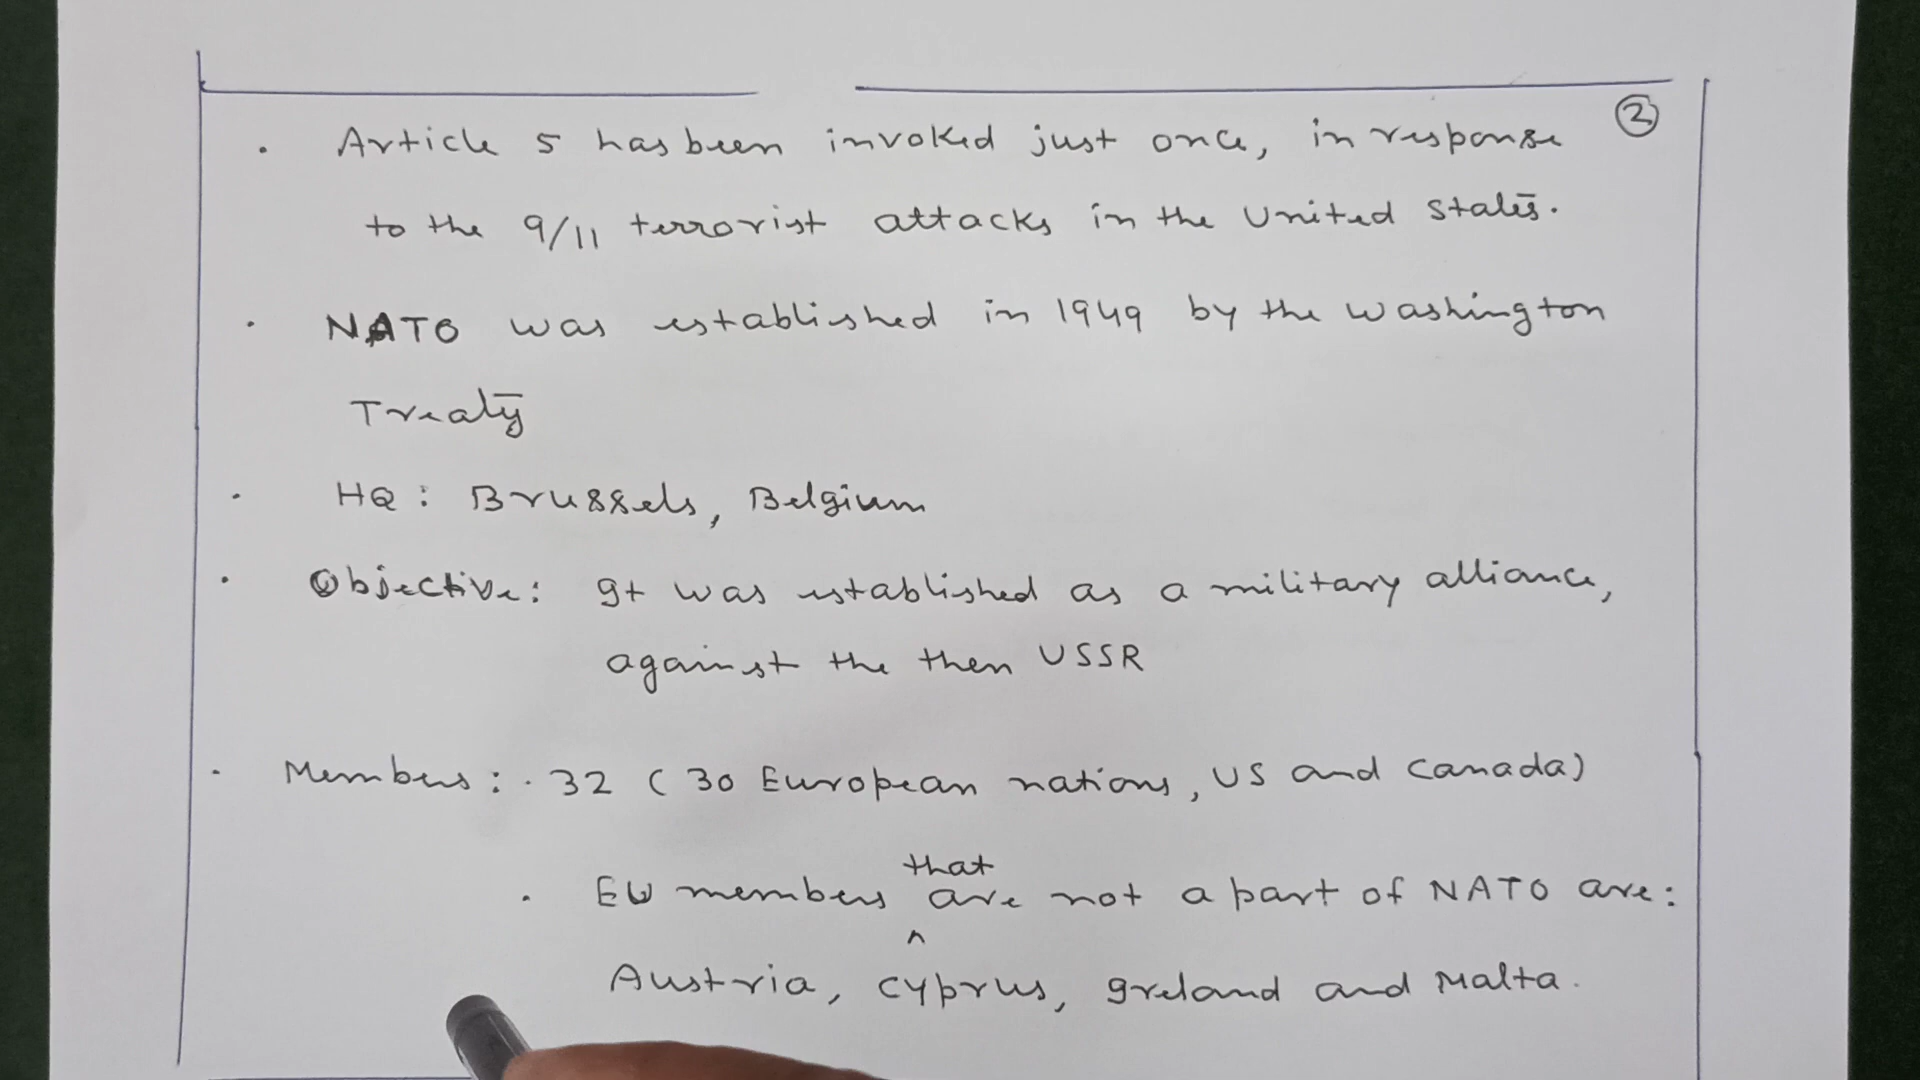 ②
• Article 5 has been invoked just once, in response
to the 9/11 terrorist attacks in the United States.
• NATO was established in 1949 by the Washington
Treaty
• HQ: Brussels, Belgium
• Objective: It was established as a military alliance,
against the then USSR
• Members: • 32 (30 European nations, US and Canada)
• EU members that are not a part of NATO are:
Austria, Cyprus, Ireland and Malta.